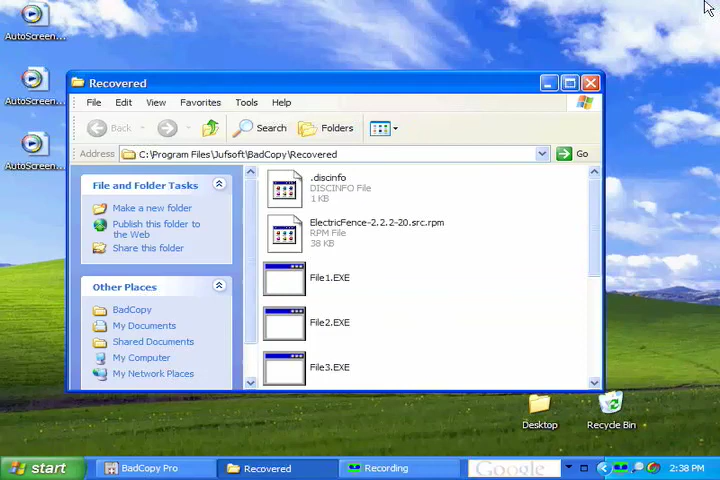 AutoScreen...
AutoScreen...
AutoScreen...
Recovered
File Edit View Favorites Tools Help
Back Search Folders
Address C:\Program Files\Jufsoft\BadCopy\Recovered Go
File and Folder Tasks
Make a new folder
Publish this folder to
the Web
Share this folder
Other Places
BadCopy
My Documents
Shared Documents
My Computer
My Network Places
.discinfo
DISCINFO File
1 KB
ElectricFence-2.2.2-20.src.rpm
RPM File
38 KB
File1.EXE
File2.EXE
File3.EXE
Desktop
Recycle Bin
start BadCopy Pro Recovered Recording Google 2:38 PM